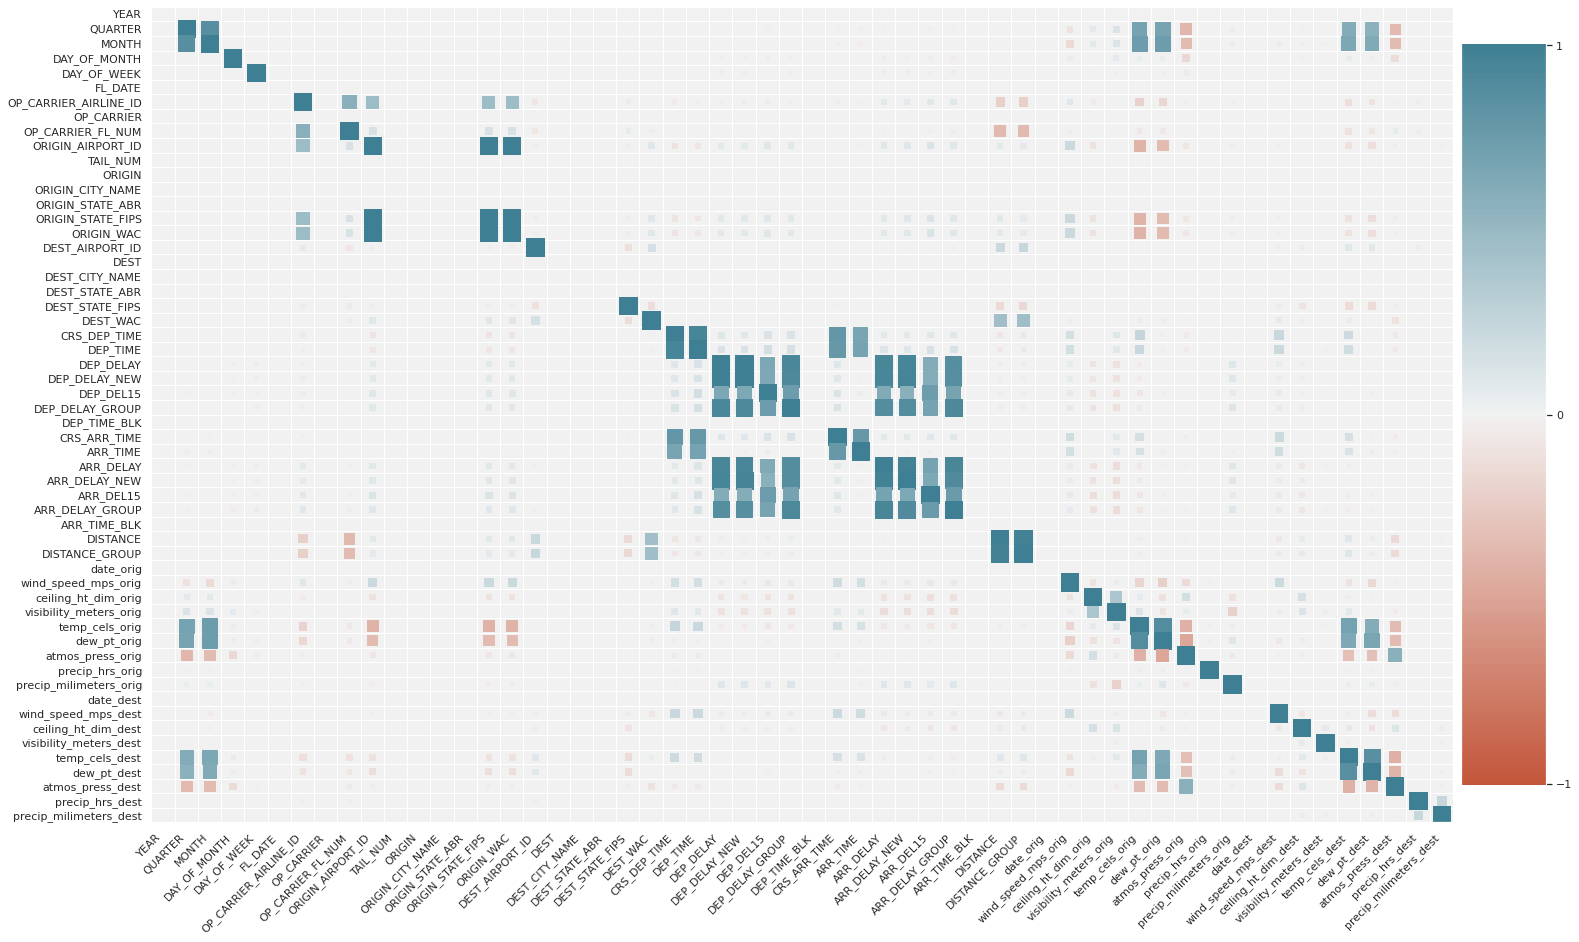 YEAR
QUARTER
MONTH
DAY_OF_MONTH
DAY_OF_WEEK
FL_DATE
OP_CARRIER_AIRLINE_ID
OP_CARRIER
OP_CARRIER_FL_NUM
ORIGIN_AIRPORT_ID
TAIL_NUM
ORIGIN
ORIGIN_CITY_NAME
ORIGIN_STATE_ABR
ORIGIN_STATE_FIPS
ORIGIN_WAC
DEST_AIRPORT_ID
DEST
DEST_CITY_NAME
DEST_STATE_ABR
DEST_STATE_FIPS
DEST_WAC
CRS_DEP_TIME
DEP_TIME
DEP_DELAY
DEP_DELAY_NEW
DEP_DEL15
DEP_DELAY_GROUP
DEP_TIME_BLK
CRS_ARR_TIME
ARR_TIME
ARR_DELAY
ARR_DELAY_NEW
ARR_DEL15
ARR_DELAY_GROUP
ARR_TIME_BLK
DISTANCE
DISTANCE_GROUP
date_orig
wind_speed_mps_orig
ceiling_ht_dim_orig
visibility_meters_orig
temp_cels_orig
dew_pt_orig
atmos_press_orig
precip_hrs_orig
precip_milimeters_orig
date_dest
wind_speed_mps_dest
ceiling_ht_dim_dest
visibility_meters_dest
temp_cels_dest
dew_pt_dest
atmos_press_dest
precip_hrs_dest
precip_milimeters_dest
YEAR
QUARTER
MONTH
DAY_OF_MONTH
DAY_OF_WEEK
FL_DATE
OP_CARRIER_AIRLINE_ID
OP_CARRIER
OP_CARRIER_FL_NUM
ORIGIN_AIRPORT_ID
TAIL_NUM
ORIGIN
ORIGIN_CITY_NAME
ORIGIN_STATE_ABR
ORIGIN_STATE_FIPS
ORIGIN_WAC
DEST_AIRPORT_ID
DEST
DEST_CITY_NAME
DEST_STATE_ABR
DEST_STATE_FIPS
DEST_WAC
CRS_DEP_TIME
DEP_TIME
DEP_DELAY
DEP_DELAY_NEW
DEP_DEL15
DEP_DELAY_GROUP
DEP_TIME_BLK
CRS_ARR_TIME
ARR_TIME
ARR_DELAY
ARR_DELAY_NEW
ARR_DEL15
ARR_DELAY_GROUP
ARR_TIME_BLK
DISTANCE
DISTANCE_GROUP
date_orig
wind_speed_mps_orig
ceiling_ht_dim_orig
visibility_meters_orig
temp_cels_orig
dew_pt_orig
atmos_press_orig
precip_hrs_orig
precip_milimeters_orig
date_dest
wind_speed_mps_dest
ceiling_ht_dim_dest
visibility_meters_dest
temp_cels_dest
dew_pt_dest
atmos_press_dest
precip_hrs_dest
precip_milimeters_dest
1
0
−1